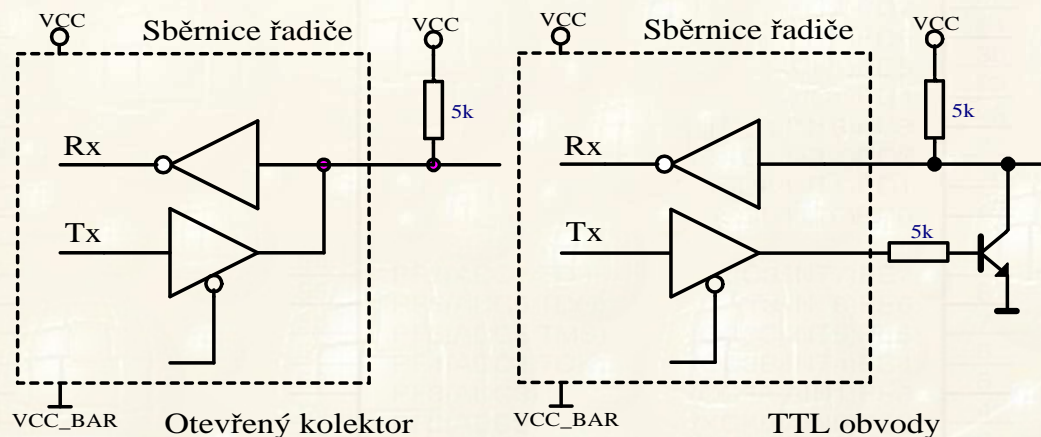 VCC
Sběrnice řadiče
VCC
5k
Rx
Tx
VCC_BAR
Otevřený kolektor
VCC
Sběrnice řadiče
VCC
5k
Rx
Tx
5k
VCC_BAR
TTL obvody